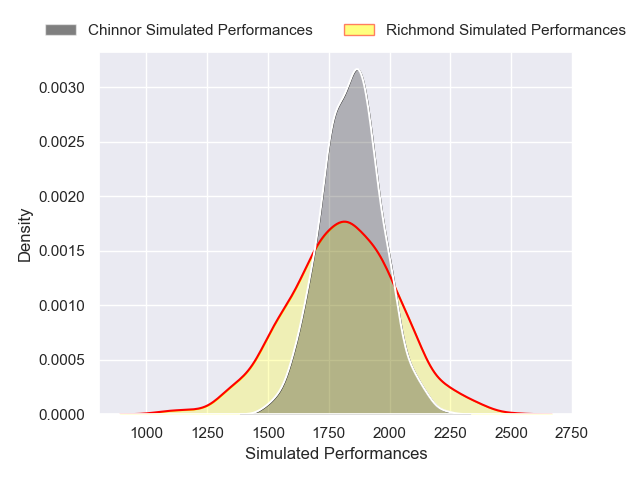 Chinnor Simulated Performances Richmond Simulated Performances
0.0030
0.0025
0.0020
0.0015
0.0010
0.0005
0.0000
Density
1000 1250 1500 1750 2000 2250 2500 2750
Simulated Performances